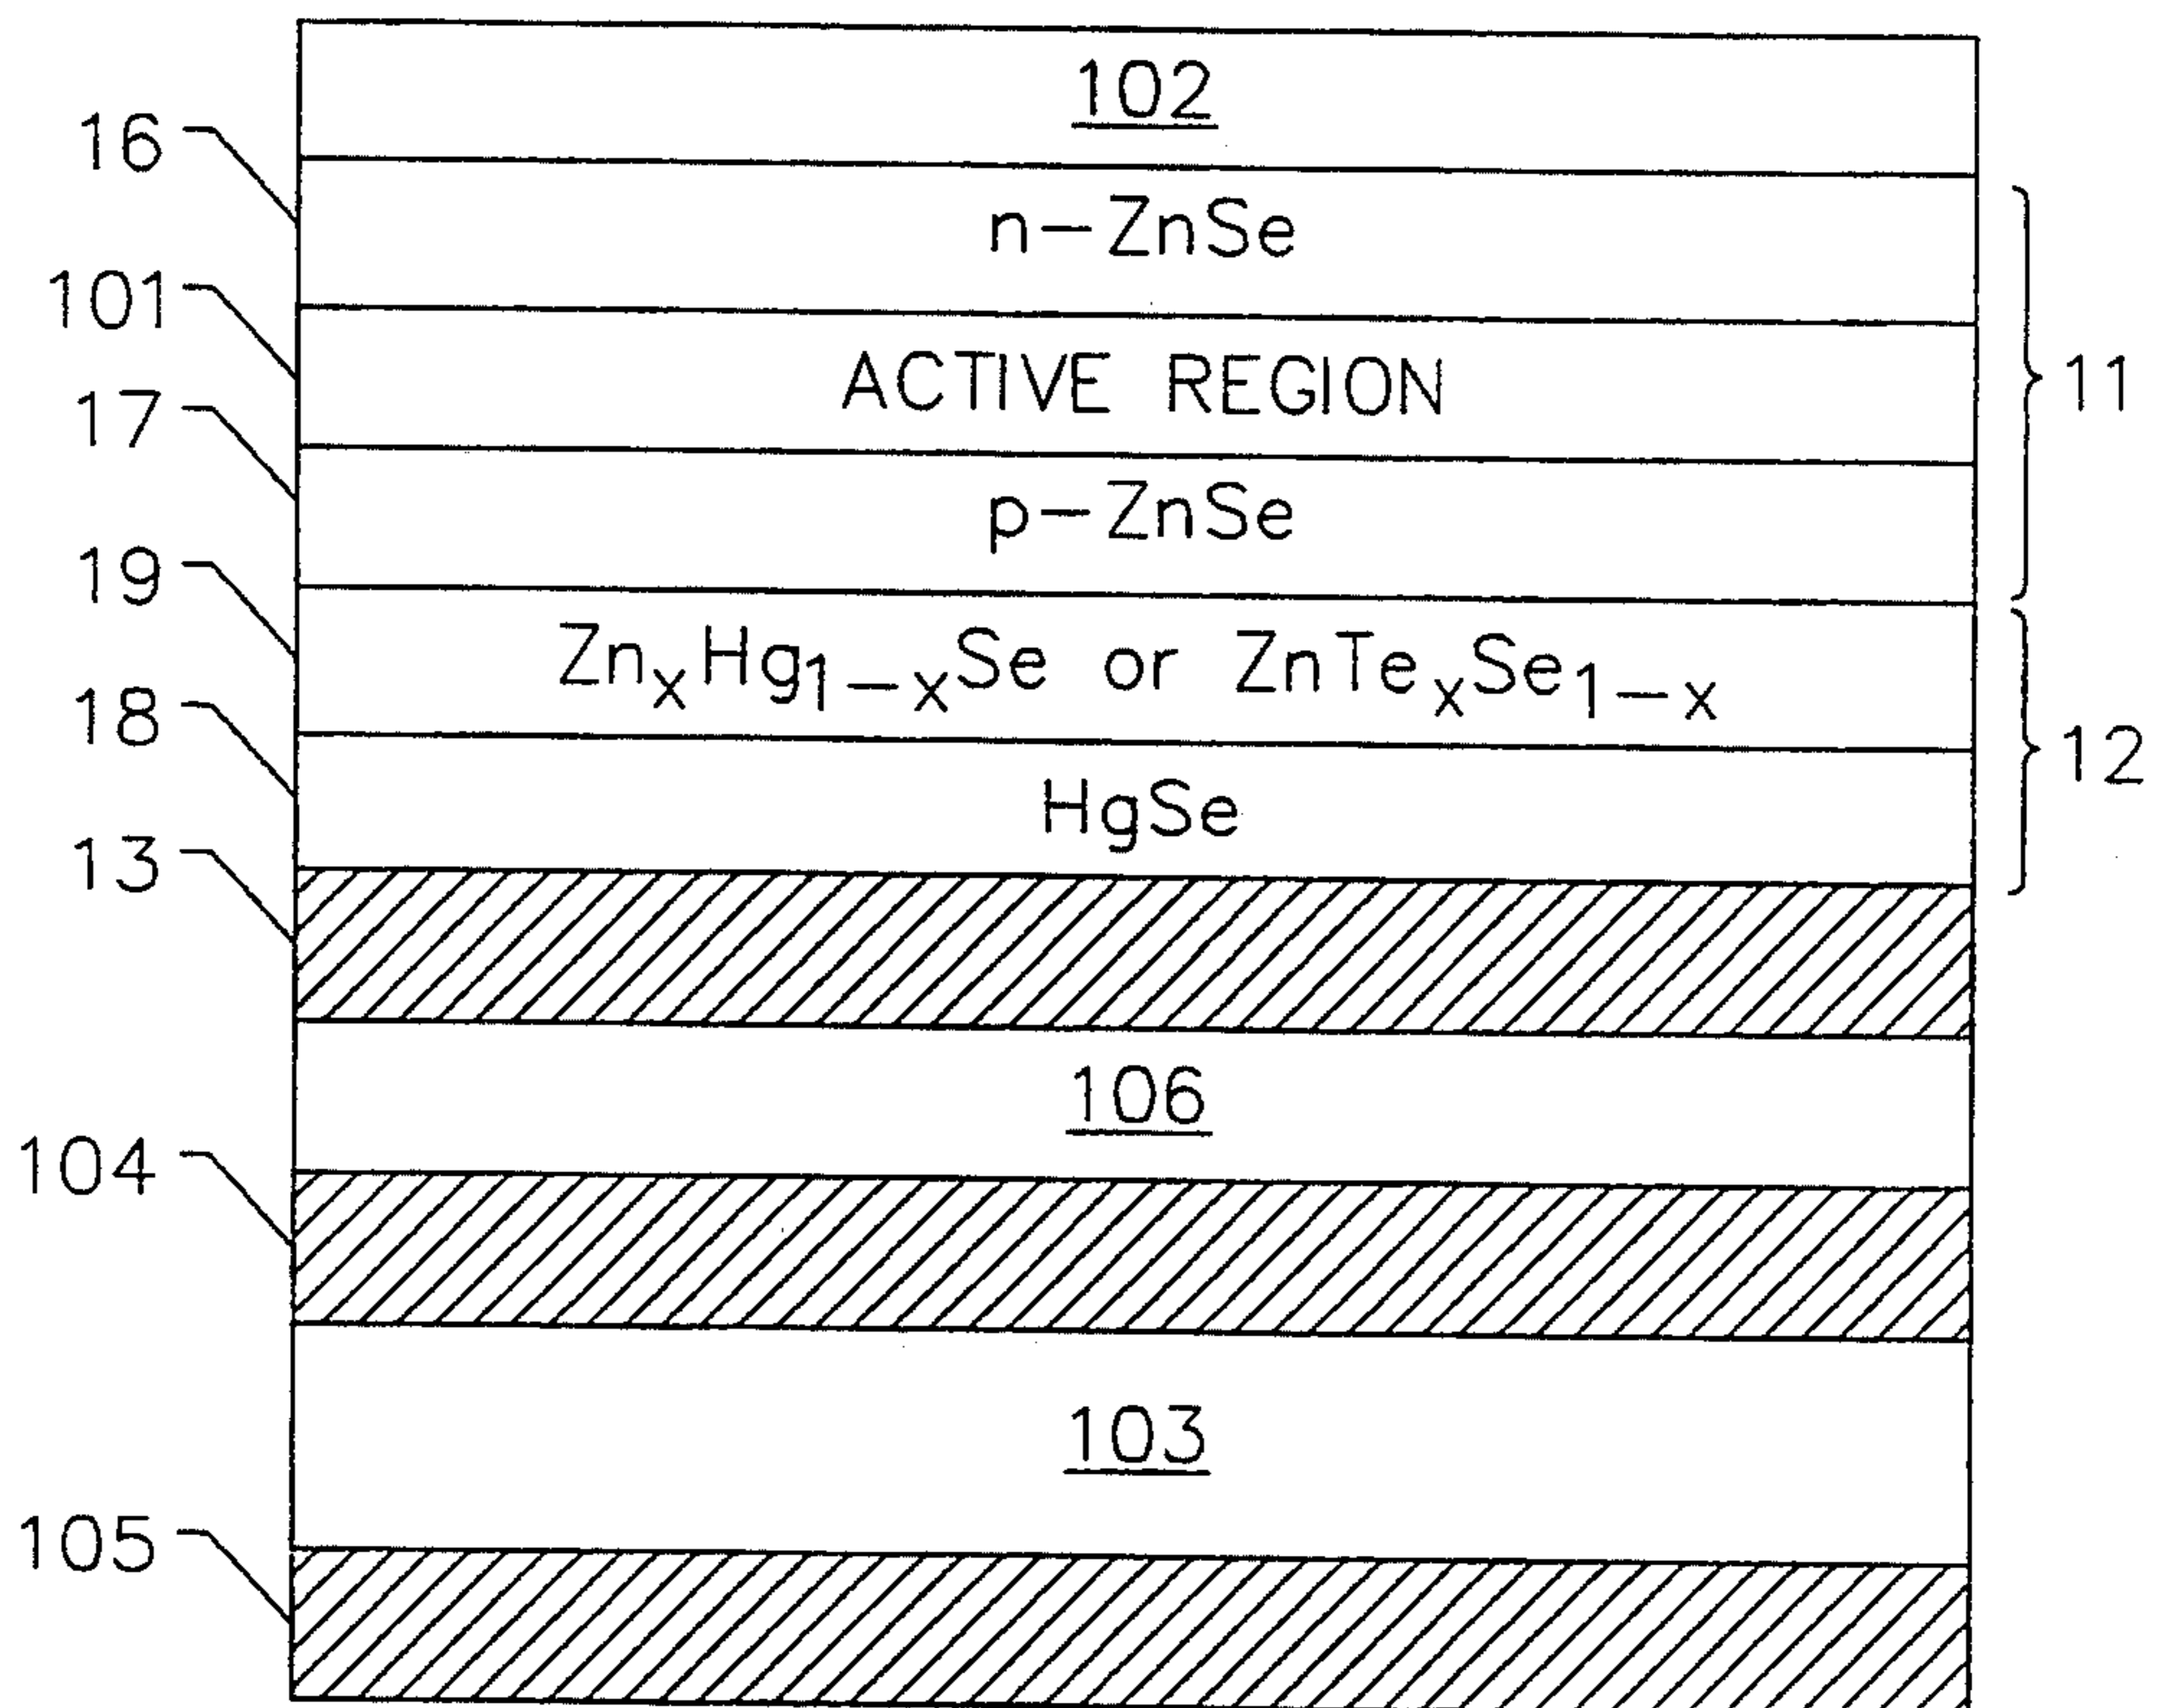 102
16
n-ZnSe
101
ACTIVE REGION
11
17
p-ZnSe
19
ZnₓHg₁₋ₓSe or ZnTeₓSe₁₋ₓ
18
12
HgSe
13
106
104
103
105